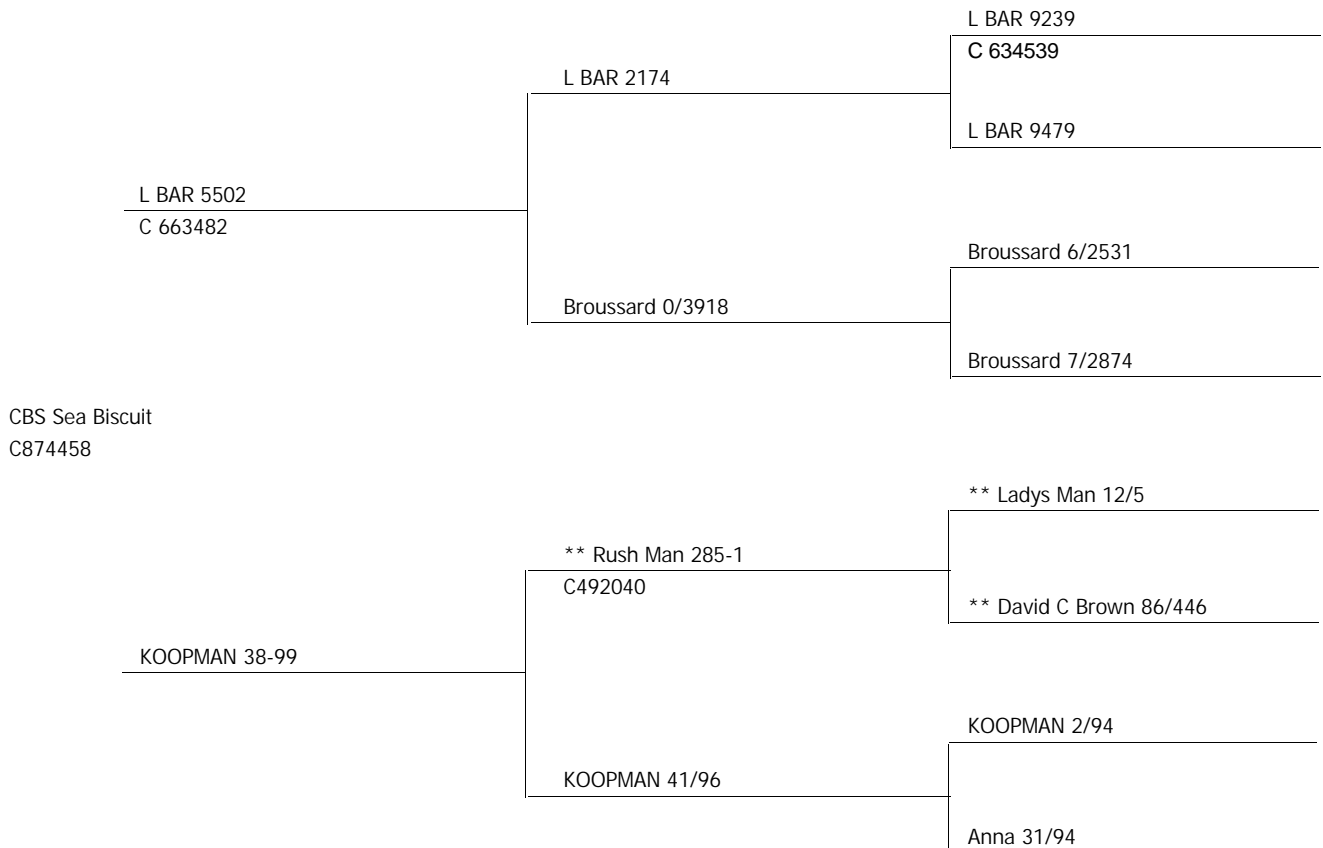 L BAR 9239
C 634539
L BAR 2174
L BAR 9479
L BAR 5502
C 663482
Broussard 6/2531
Broussard 0/3918
Broussard 7/2874
CBS Sea Biscuit
C874458
** Ladys Man 12/5
** Rush Man 285-1
C492040
** David C Brown 86/446
KOOPMAN 38-99
KOOPMAN 2/94
KOOPMAN 41/96
Anna 31/94